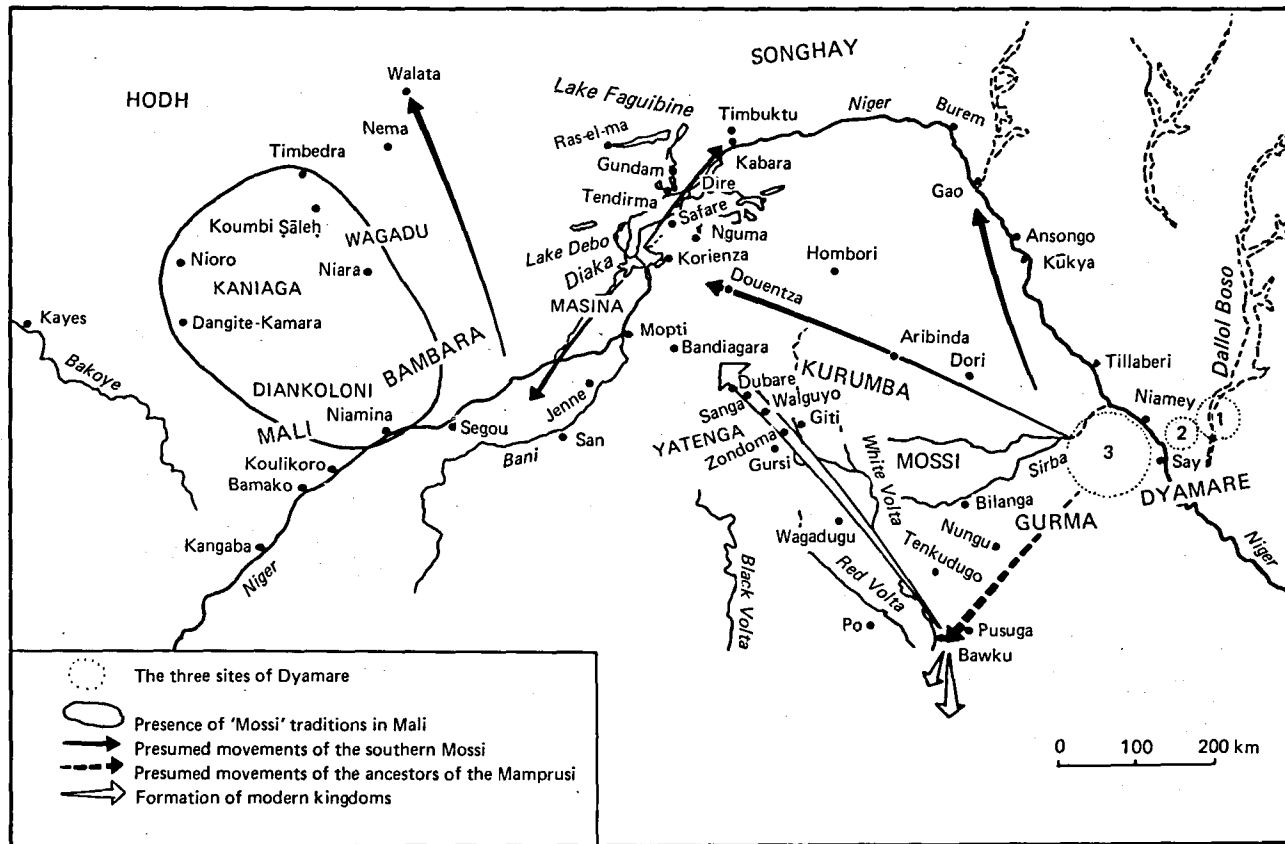 SONGHAY
HODH
Walata
Lake Faguibine
Nema
Timbuktu
Niger
Burem
Ras-el-ma
Timbedra
Gundam
Kabara
Gao
Tendirma
Dire
Koumbi Ṣāleḥ
WAGADU
Safare
Nguma
Ansongo
Lake Debo
Diaka
Korienza
Hombori
Kūkya
Nioro
Niara
KANIAGA
Douentza
Dallol Boso
MASINA
Kayes
Dangite-Kamara
Mopti
Bandiagara
Aribinda
Dori
Tillaberi
Bakoye
BAMBARA
KURUMBA
DIANKOLONI
Dubare
Niamey
1
Jenne
Sanga
Walguyo
Giti
2
Niamina
MALI
Segou
San
YATENGA
Zondoma
3
Koulikoro
Bani
Gursi
White Volta
MOSSI
Sirba
Say
Bamako
DYAMARE
Bilanga
GURMA
Wagadugu
Nungu
Kangaba
Tenkudugo
Niger
Niger
Black Volta
Red Volta
Po
Pusuga
Bawku
The three sites of Dyamare
Presence of 'Mossi' traditions in Mali
Presumed movements of the southern Mossi
Presumed movements of the ancestors of the Mamprusi
Formation of modern kingdoms
0 100 200 km